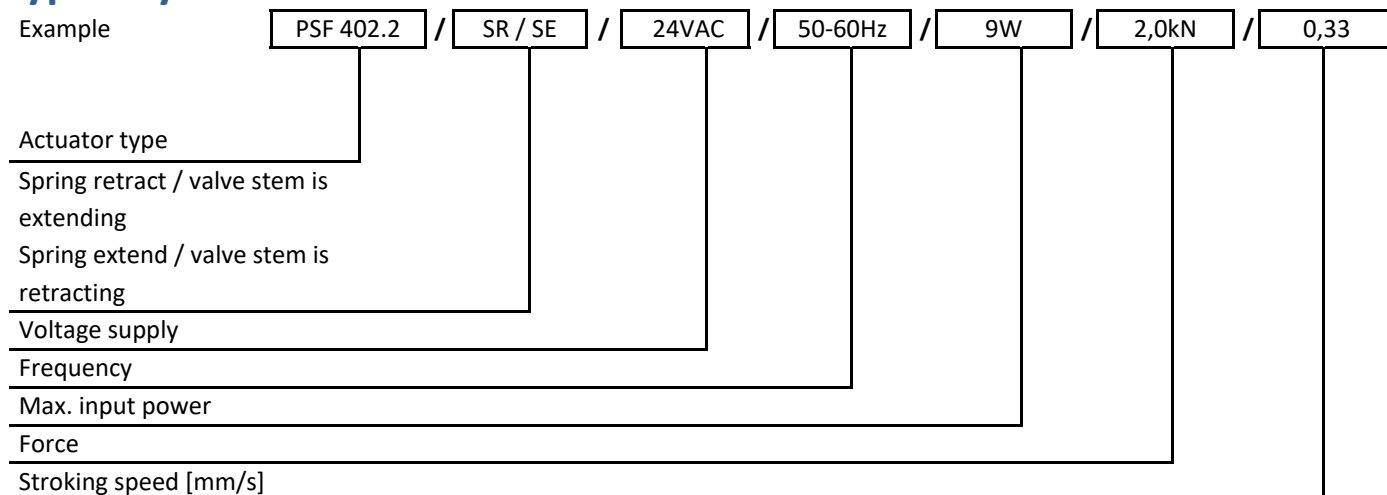 Example PSF 402.2 / SR / SE / 24VAC / 50-60Hz / 9W / 2,0kN / 0,33
Actuator type
Spring retract / valve stem is
extending
Spring extend / valve stem is
retracting
Voltage supply
Frequency
Max. input power
Force
Stroking speed [mm/s]